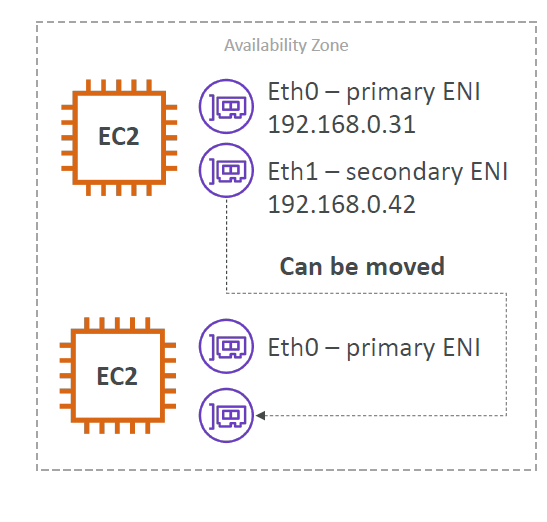 Availability Zone
EC2
Eth0 – primary ENI
192.168.0.31
Eth1 – secondary ENI
192.168.0.42
Can be moved
EC2
Eth0 – primary ENI